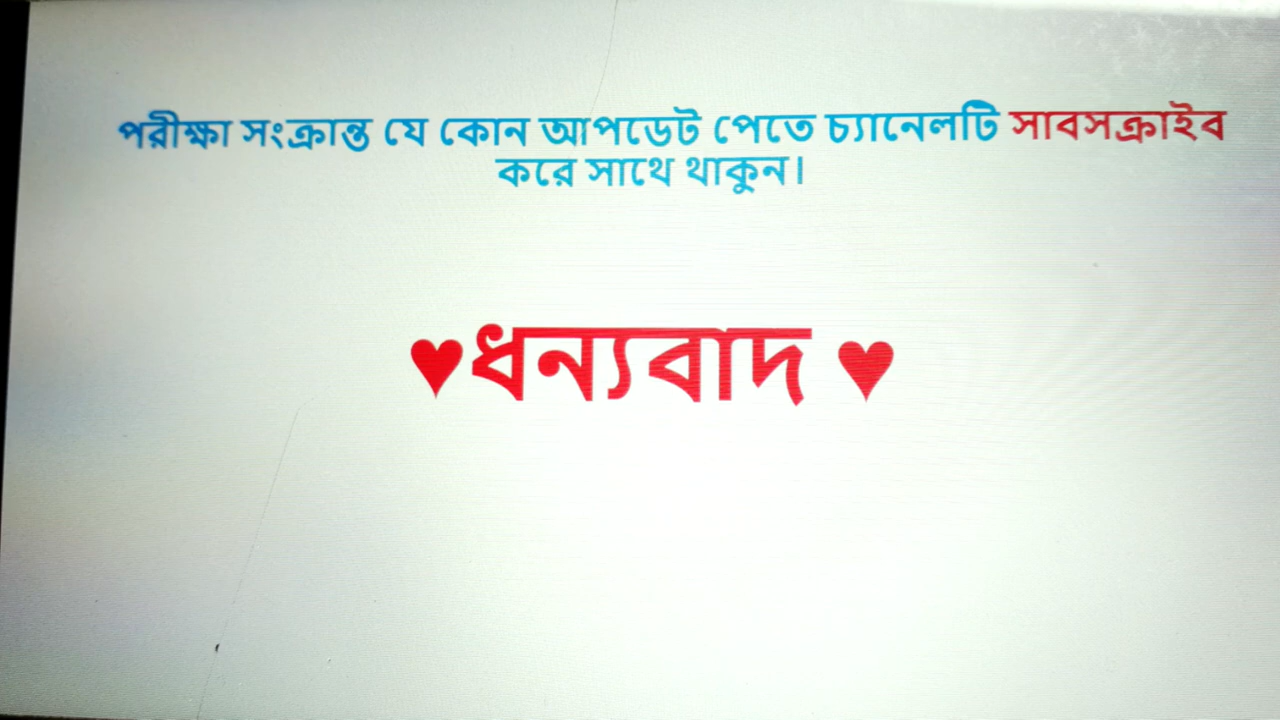 পরীক্ষা সংক্রান্ত যে কোন আপডেট পেতে চ্যানেলটি সাবসক্রাইব
করে সাথে থাকুন।
♥ধন্যবাদ ♥